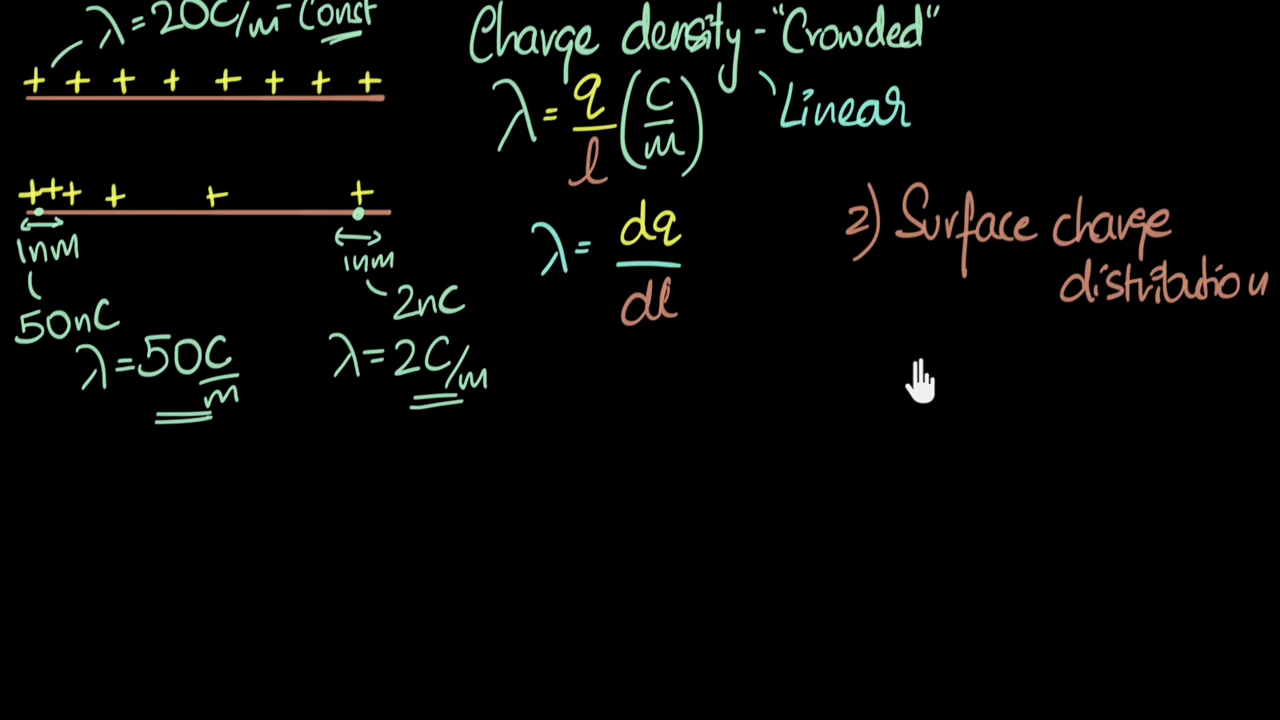 λ = 20C/m - Const
+ + + + + + + +
+++ + + +
1nm
1nm
50nC
2nC
λ = 50C/m
λ = 2C/m
Charge density - "Crowded"
λ = q/l (C/m)
Linear
λ = dq/dl
2) Surface charge
distribution